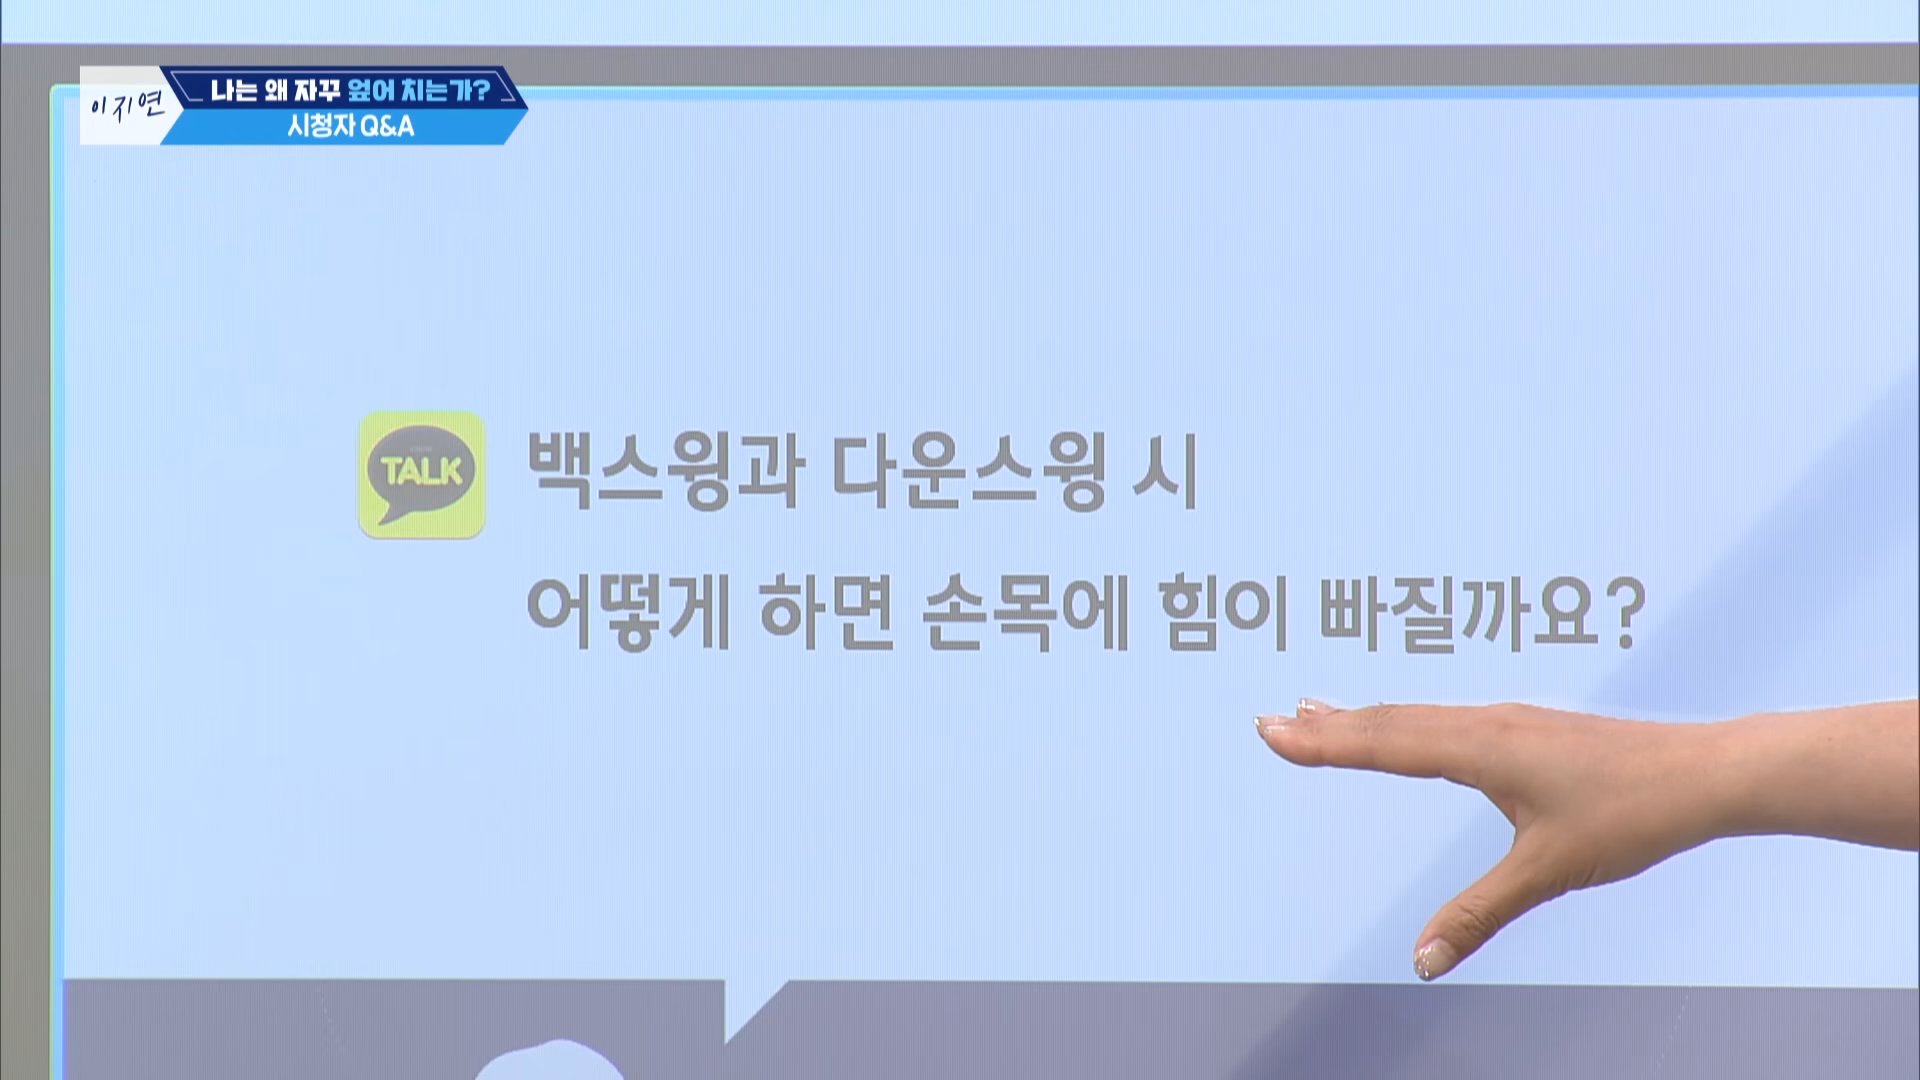 이지연
나는 왜 자꾸 엎어 치는가?
시청자 Q&A
TALK
백스윙과 다운스윙 시
어떻게 하면 손목에 힘이 빠질까요?